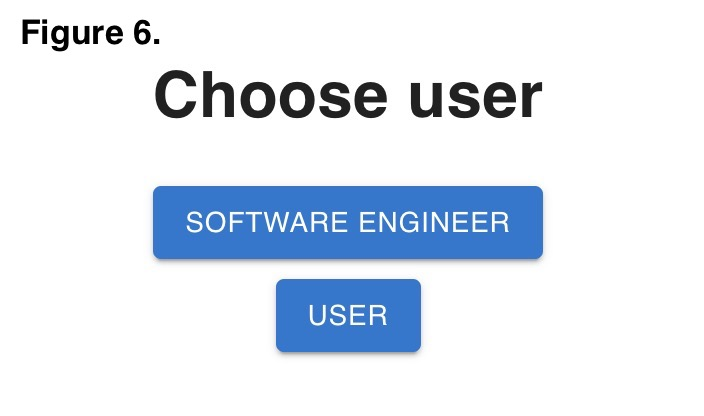 Figure 6.
Choose user
SOFTWARE ENGINEER
USER